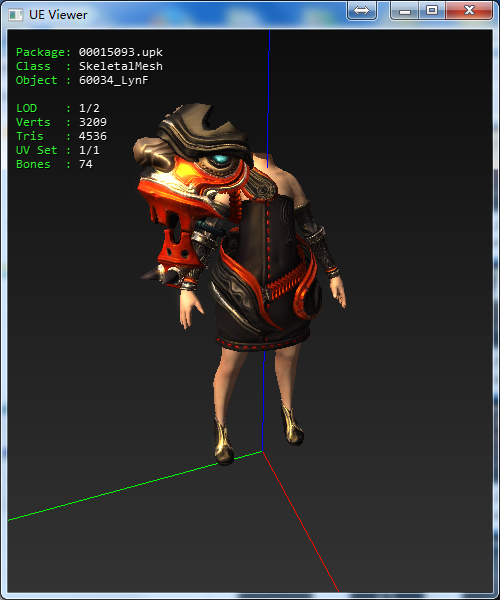 UE Viewer
Package: 00015093.upk
Class : SkeletalMesh
Object : 60034_LynF
LOD : 1/2
Verts : 3209
Tris : 4536
UV Set : 1/1
Bones : 74